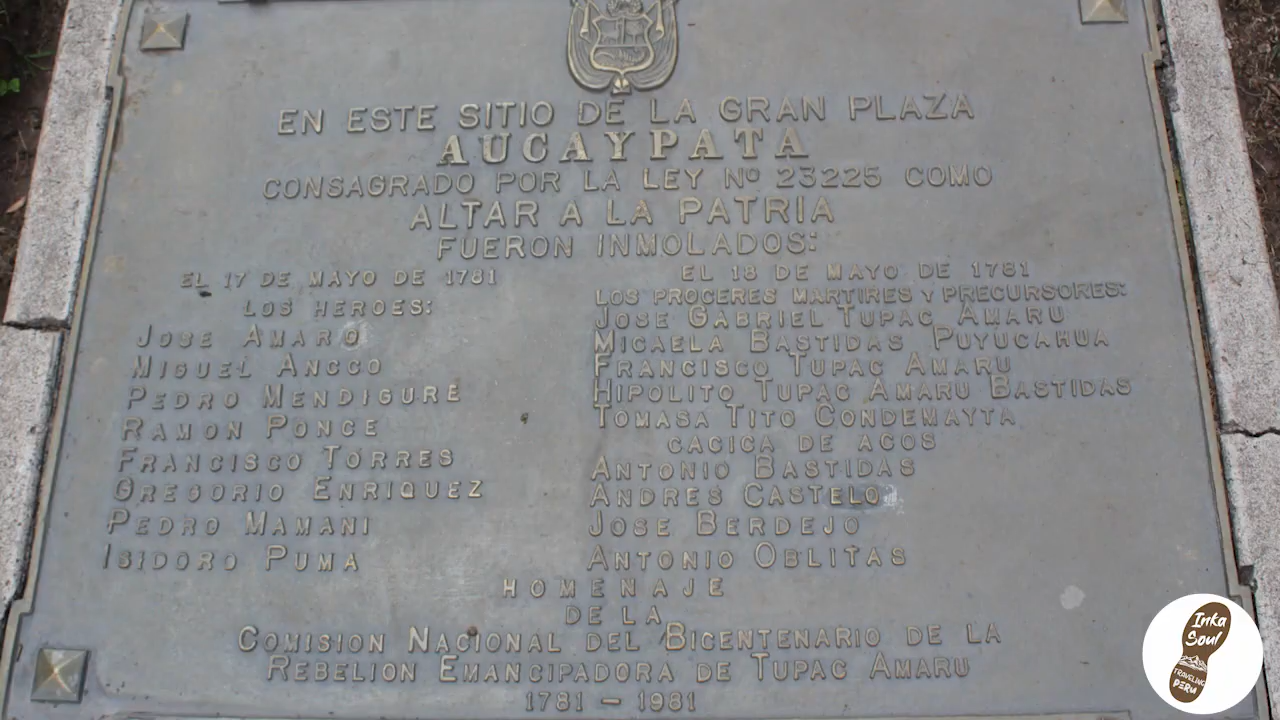 EN ESTE SITIO DE LA GRAN PLAZA
AUCAYPATA
CONSAGRADO POR LA LEY Nº 23225 COMO
ALTAR A LA PATRIA
FUERON INMOLADOS:
EL 17 DE MAYO DE 1781
LOS HEROES:
JOSE AMARO
MIGUEL ANCCO
PEDRO MENDIGURE
RAMON PONCE
FRANCISCO TORRES
GREGORIO ENRIQUEZ
PEDRO MAMANI
ISIDORO PUMA
EL 18 DE MAYO DE 1781
LOS PROCERES MARTIRES Y PRECURSORES:
JOSE GABRIEL TUPAC AMARU
MICAELA BASTIDAS PUYUCAHUA
FRANCISCO TUPAC AMARU
HIPOLITO TUPAC AMARU BASTIDAS
TOMASA TITO CONDEMAYTA
CACICA DE ACOS
ANTONIO BASTIDAS
ANDRES CASTELO
JOSE BERDEJO
ANTONIO OBLITAS
HOMENAJE
DE LA
COMISION NACIONAL DEL BICENTENARIO DE LA
REBELION EMANCIPADORA DE TUPAC AMARU
1781 - 1981
Inka
Soul
TRAVELING
PERU